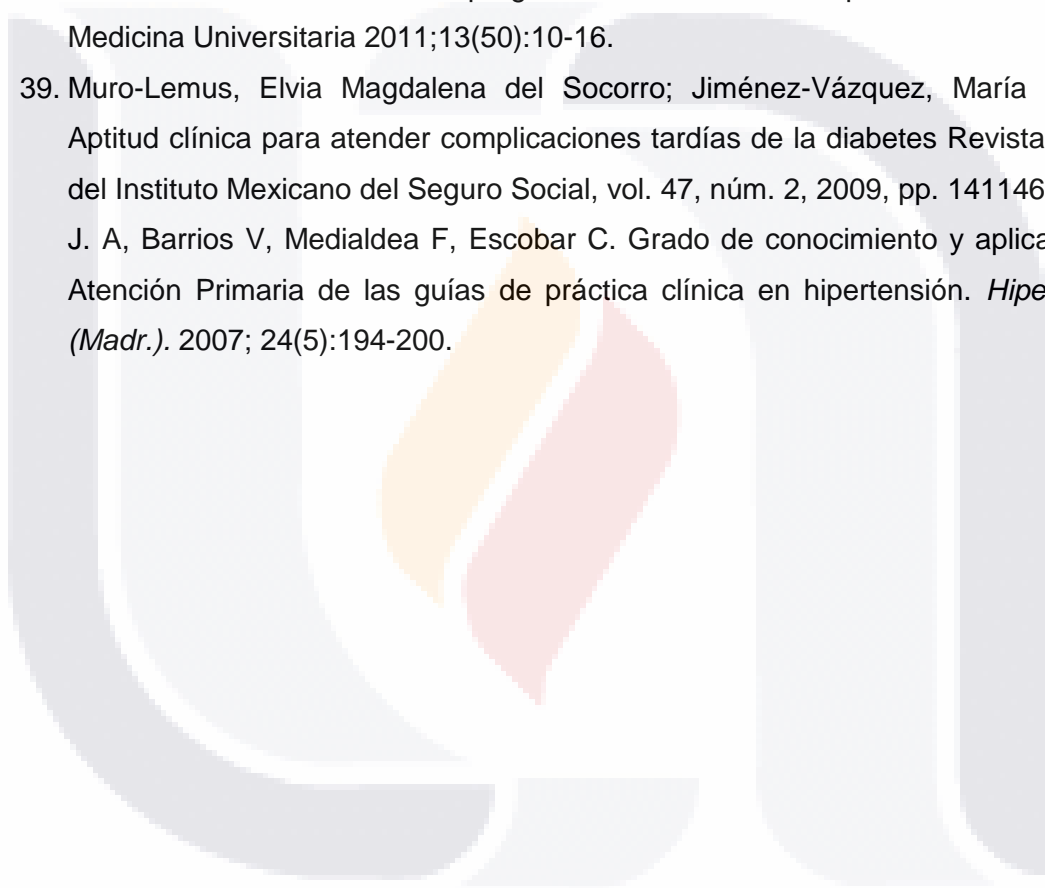 Medicina Universitaria 2011;13(50):10-16.
39. Muro-Lemus, Elvia Magdalena del Socorro; Jiménez-Vázquez, María
Aptitud clínica para atender complicaciones tardías de la diabetes Revista
del Instituto Mexicano del Seguro Social, vol. 47, núm. 2, 2009, pp. 141146
J. A, Barrios V, Medialdea F, Escobar C. Grado de conocimiento y aplica
Atención Primaria de las guías de práctica clínica en hipertensión. Hipe
(Madr.). 2007; 24(5):194-200.